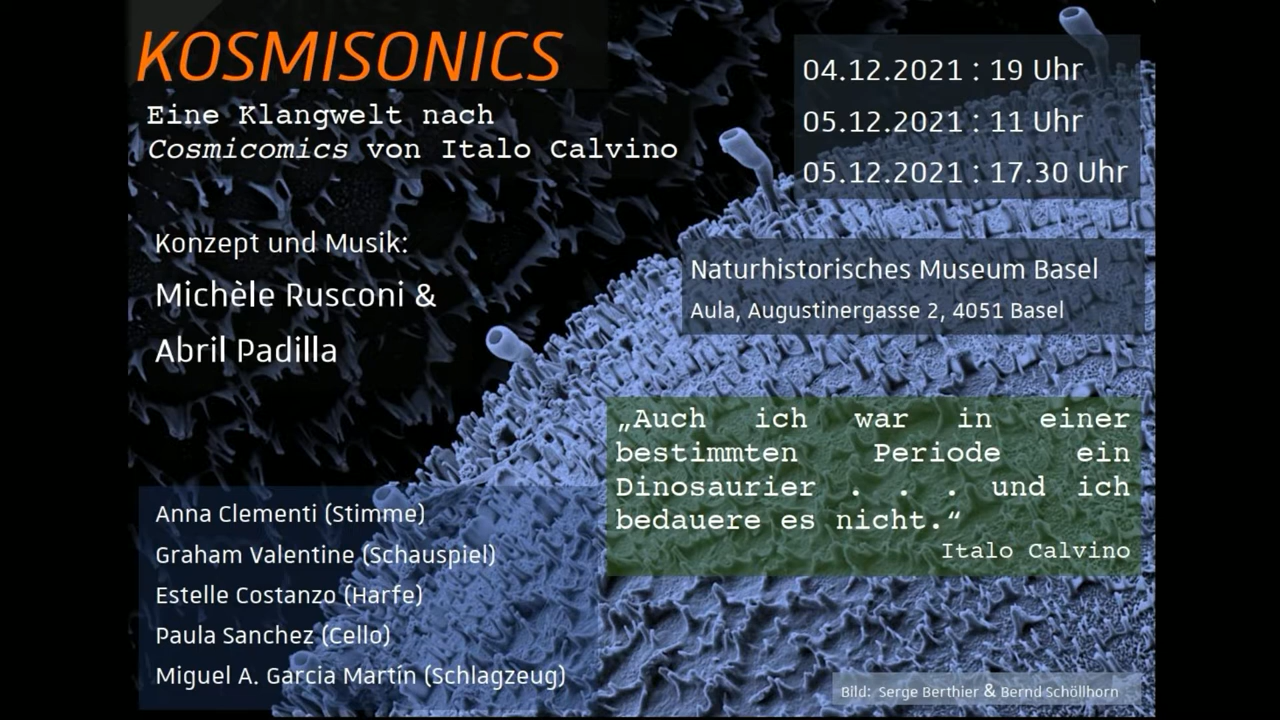 KOSMISONICS
Eine Klangwelt nach
Cosmicomics von Italo Calvino
04.12.2021 : 19 Uhr
05.12.2021 : 11 Uhr
05.12.2021 : 17.30 Uhr
Konzept und Musik:
Michèle Rusconi &
Abril Padilla
Naturhistorisches Museum Basel
Aula, Augustinergasse 2, 4051 Basel
„Auch ich war in einer
bestimmten Periode ein
Dinosaurier . . . und ich
bedauere es nicht.“
Italo Calvino
Anna Clementi (Stimme)
Graham Valentine (Schauspiel)
Estelle Costanzo (Harfe)
Paula Sanchez (Cello)
Miguel A. Garcia Martín (Schlagzeug)
Bild: Serge Berthier & Bernd Schöllhorn